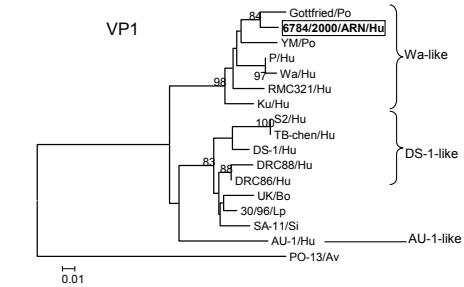 VP1
84
Gottfried/Po
6784/2000/ARN/Hu
YM/Po
P/Hu
97
Wa/Hu
RMC321/Hu
98
Ku/Hu
Wa-like
100
S2/Hu
TB-chen/Hu
DS-1/Hu
83
DRC88/Hu
88
DRC86/Hu
DS-1-like
UK/Bo
30/96/Lp
SA-11/Si
AU-1/Hu
AU-1-like
PO-13/Av
0.01